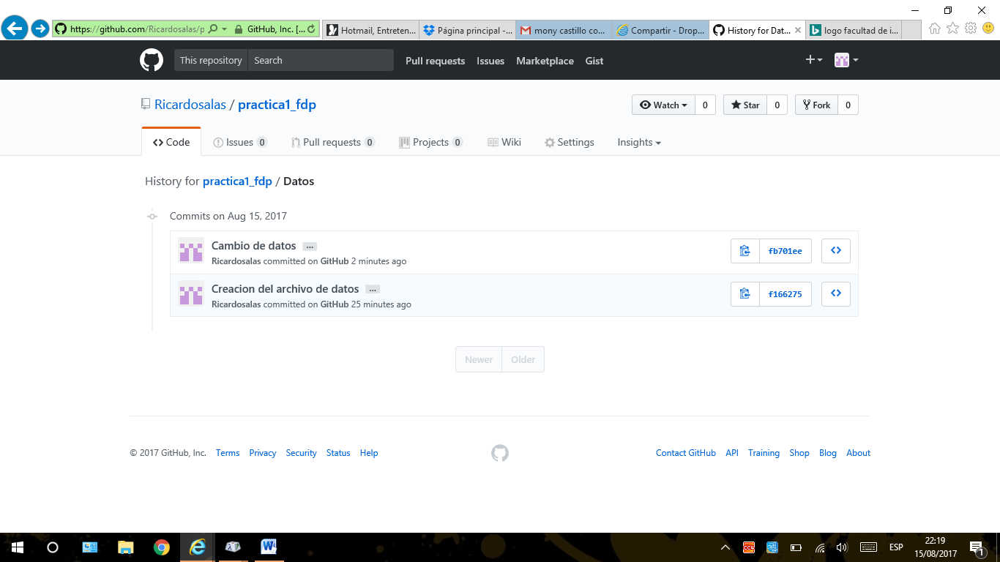 https://github.com/Ricardosalas/p
GitHub, Inc. [...
Hotmail, Entreten...
Página principal -...
mony castillo co...
Compartir - Drop...
History for Dat...
logo facultad de i...
This repository Search Pull requests Issues Marketplace Gist
Ricardosalas / practica1_fdp
Watch 0 Star 0 Fork 0
Code Issues 0 Pull requests 0 Projects 0 Wiki Settings Insights
History for practica1_fdp / Datos
Commits on Aug 15, 2017
Cambio de datos ...
Ricardosalas committed on GitHub 2 minutes ago
fb701ee
Creacion del archivo de datos ...
Ricardosalas committed on GitHub 25 minutes ago
f166275
Newer Older
© 2017 GitHub, Inc. Terms Privacy Security Status Help
Contact GitHub API Training Shop Blog About
ESP
22:19
15/08/2017
1